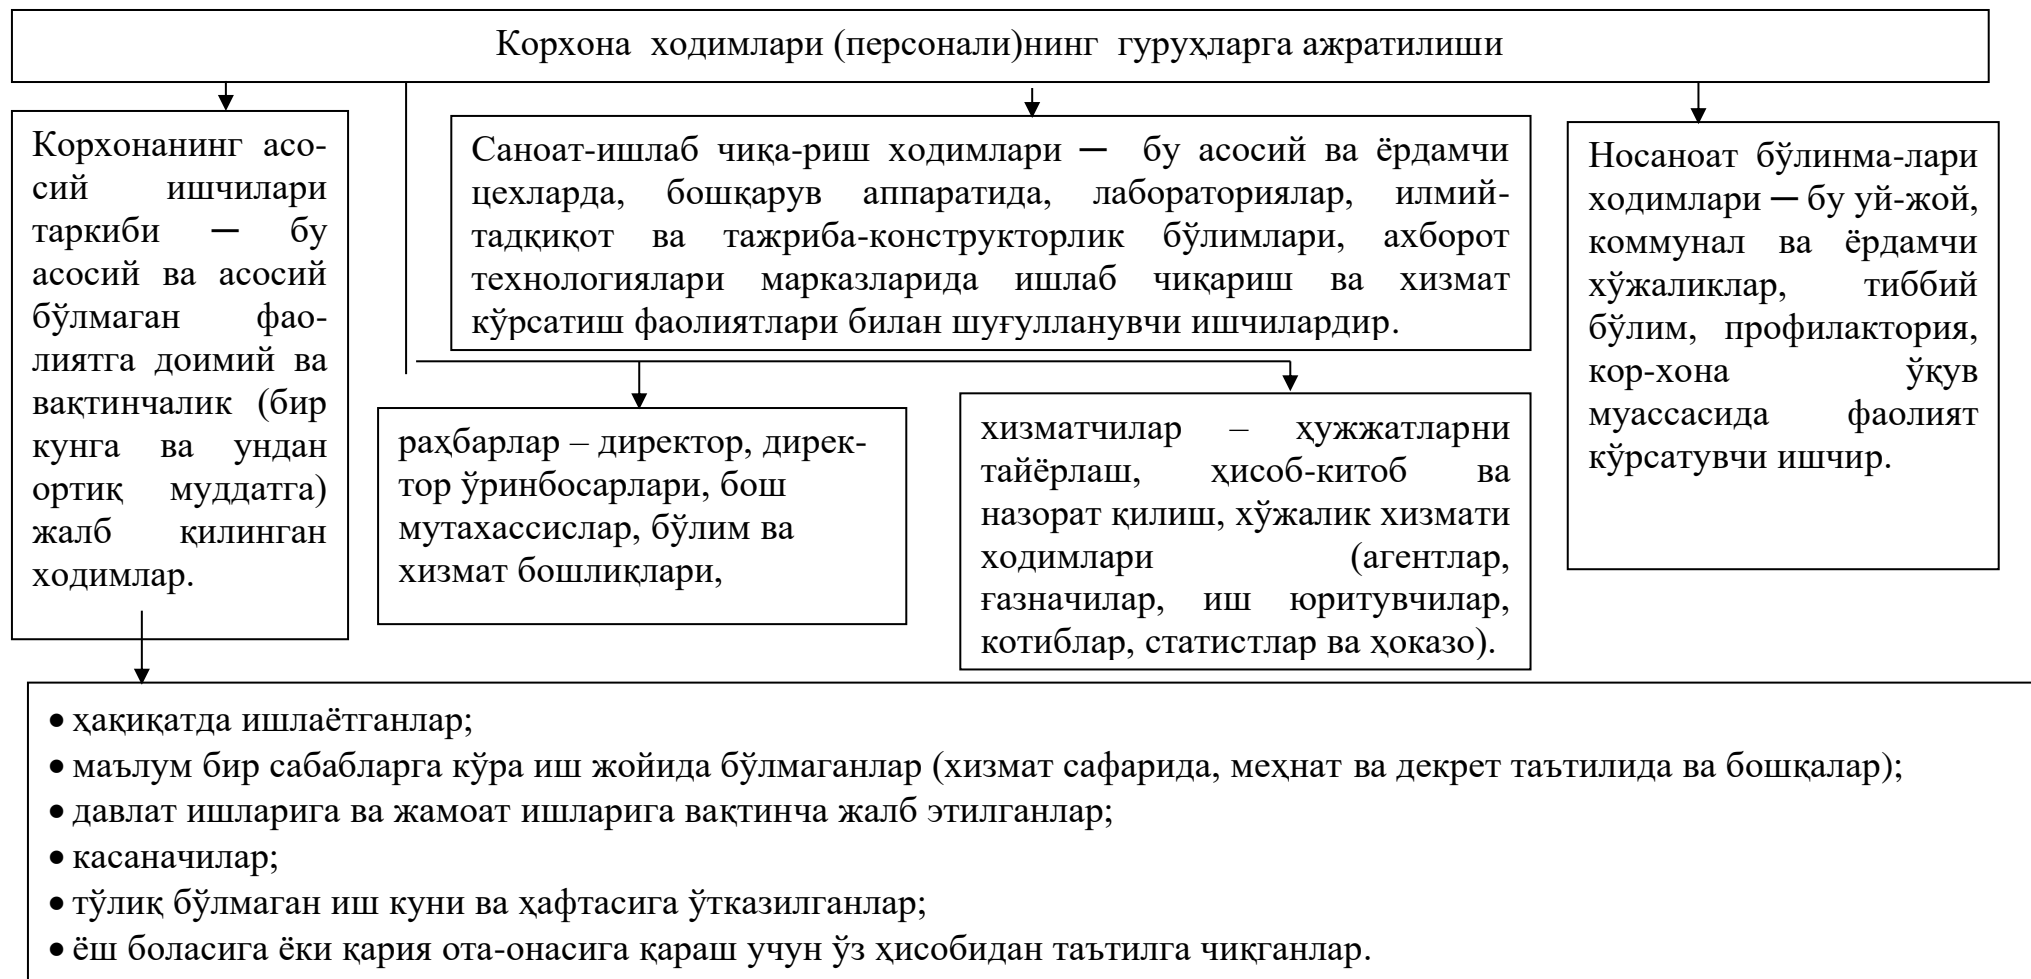 Корхона ходимлари (персонали)нинг гуруҳларга ажратилиши
Корхонанинг асо-
сий ишчилари
таркиби — бу
асосий ва асосий
бўлмаган фао-
лиятга доимий ва
вақтинчалик (бир
кунга ва ундан
ортиқ муддатга)
жалб қилинган
ходимлар.
Саноат-ишлаб чиқа-риш ходимлари — бу асосий ва ёрдамчи
цехларда, бошқарув аппаратида, лабораториялар, илмий-
тадқиқот ва тажриба-конструкторлик бўлимлари, ахборот
технологиялари марказларида ишлаб чиқариш ва хизмат
кўрсатиш фаолиятлари билан шуғулланувчи ишчилардир.
Носаноат бўлинма-лари
ходимлари — бу уй-жой,
коммунал ва ёрдамчи
хўжаликлар, тиббий
бўлим, профилактория,
кор-хона ўқув
муассасида фаолият
кўрсатувчи ишчир.
раҳбарлар – директор, дирек-
тор ўринбосарлари, бош
мутахассислар, бўлим ва
хизмат бошлиқлари,
хизматчилар – ҳужжатларни
тайёрлаш, ҳисоб-китоб ва
назорат қилиш, хўжалик хизмати
ходимлари (агентлар,
ғазначилар, иш юритувчилар,
котиблар, статистлар ва ҳоказо).
• ҳақиқатда ишлаётганлар;
• маълум бир сабабларга кўра иш жойида бўлмаганлар (хизмат сафарида, меҳнат ва декрет таътилида ва бошқалар);
• давлат ишларига ва жамоат ишларига вақтинча жалб этилганлар;
• касаначилар;
• тўлиқ бўлмаган иш куни ва ҳафтасига ўтказилганлар;
• ёш боласига ёки қария ота-онасига қараш учун ўз ҳисобидан таътилга чиқганлар.